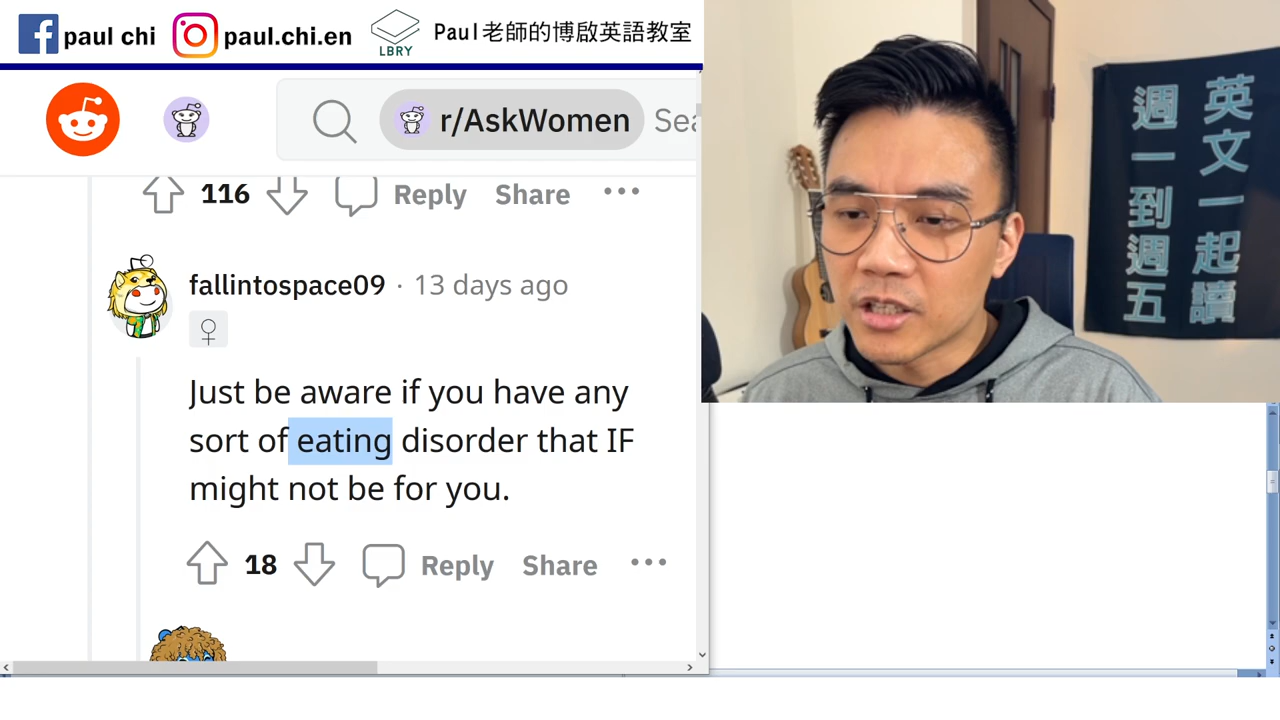 paul chi
paul.chi.en
LBRY
Paul老師的博啟英語教室
r/AskWomen
Sea
116
Reply
Share
fallintospace09 · 13 days ago
♀
Just be aware if you have any
sort of eating disorder that IF
might not be for you.
18
Reply
Share
英文一起讀
週一到週五